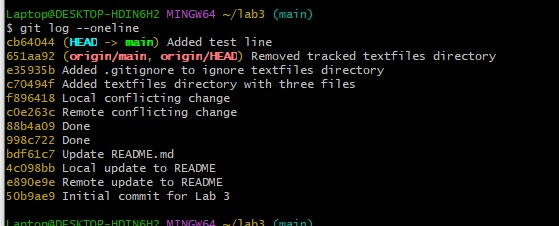 Laptop@DESKTOP-HDIN6H2 MINGW64 ~/lab3 (main)
$ git log --oneline
cb64044 (HEAD -> main) Added test line
651aa92 (origin/main, origin/HEAD) Removed tracked textfiles directory
e35935b Added .gitignore to ignore textfiles directory
c70494f Added textfiles directory with three files
f896418 Local conflicting change
c0e263c Remote conflicting change
88b4a09 Done
998c722 Done
bdf61c7 Update README.md
4c098bb Local update to README
e890e9e Remote update to README
50b9ae9 Initial commit for Lab 3
Laptop@DESKTOP-HDIN6H2 MINGW64 ~/lab3 (main)